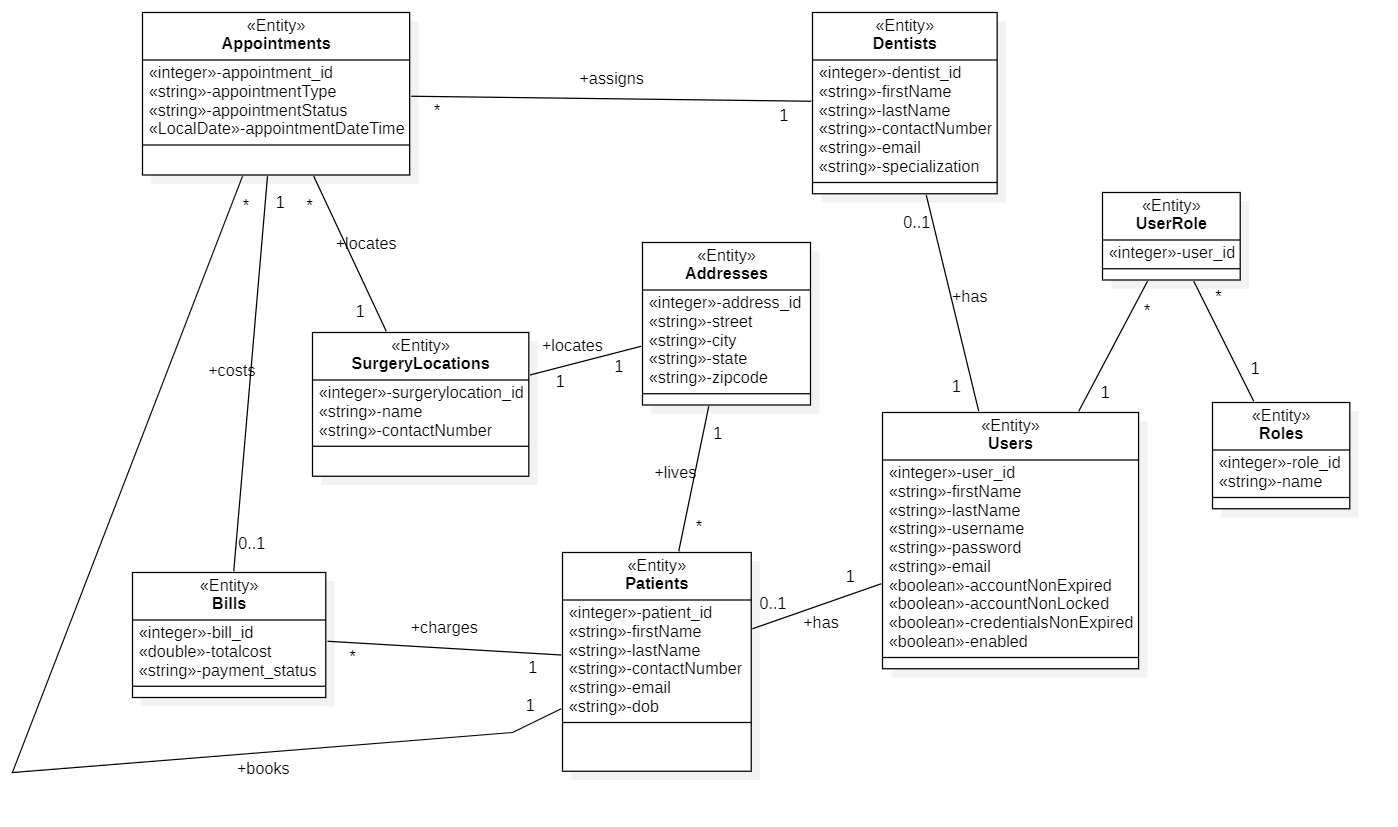 «Entity»
Appointments
«integer»-appointment_id
«string»-appointmentType
«string»-appointmentStatus
«LocalDate»-appointmentDateTime
+assigns
*
1
«Entity»
Dentists
«integer»-dentist_id
«string»-firstName
«string»-lastName
«string»-contactNumber
«string»-email
«string»-specialization
*
1
*
+locates
1
0..1
+has
1
«Entity»
UserRole
«integer»-user_id
*
*
1
1
«Entity»
Addresses
«integer»-address_id
«string»-street
«string»-city
«string»-state
«string»-zipcode
«Entity»
SurgeryLocations
«integer»-surgerylocation_id
«string»-name
«string»-contactNumber
+locates
1
1
+costs
0..1
1
+lives
*
«Entity»
Roles
«integer»-role_id
«string»-name
«Entity»
Users
«integer»-user_id
«string»-firstName
«string»-lastName
«string»-username
«string»-password
«string»-email
«boolean»-accountNonExpired
«boolean»-accountNonLocked
«boolean»-credentialsNonExpired
«boolean»-enabled
«Entity»
Bills
«integer»-bill_id
«double»-totalcost
«string»-payment_status
+charges
*
1
«Entity»
Patients
«integer»-patient_id
«string»-firstName
«string»-lastName
«string»-contactNumber
«string»-email
«string»-dob
0..1
1
+has
1
+books